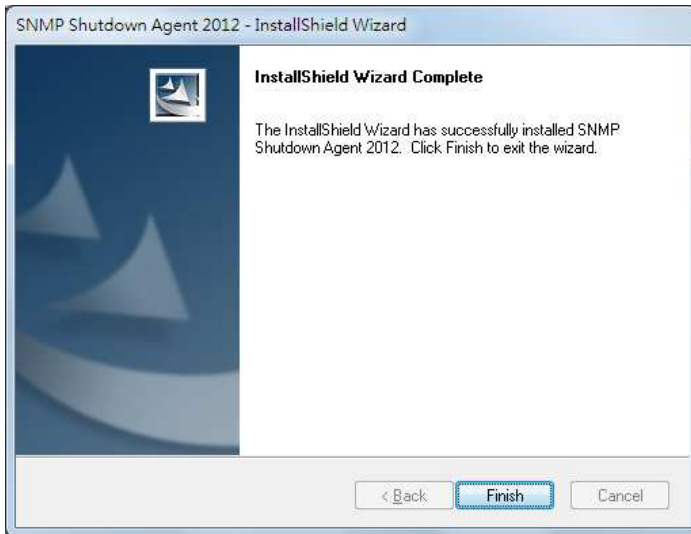 SNMP Shutdown Agent 2012 - InstallShield Wizard
InstallShield Wizard Complete
The InstallShield Wizard has successfully installed SNMP
Shutdown Agent 2012.  Click Finish to exit the wizard.
< Back
Finish
Cancel